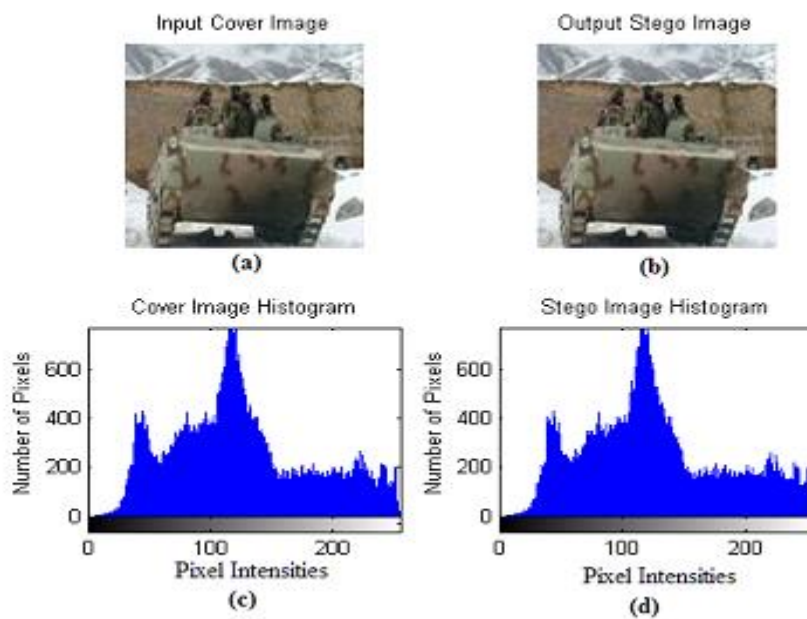 Input Cover Image
Output Stego Image
(a)
(b)
Cover Image Histogram
Stego Image Histogram
Number of Pixels
600
400
200
0
0 100 200
Pixel Intensities
(c)
Number of Pixels
600
400
200
0
0 100 200
Pixel Intensities
(d)